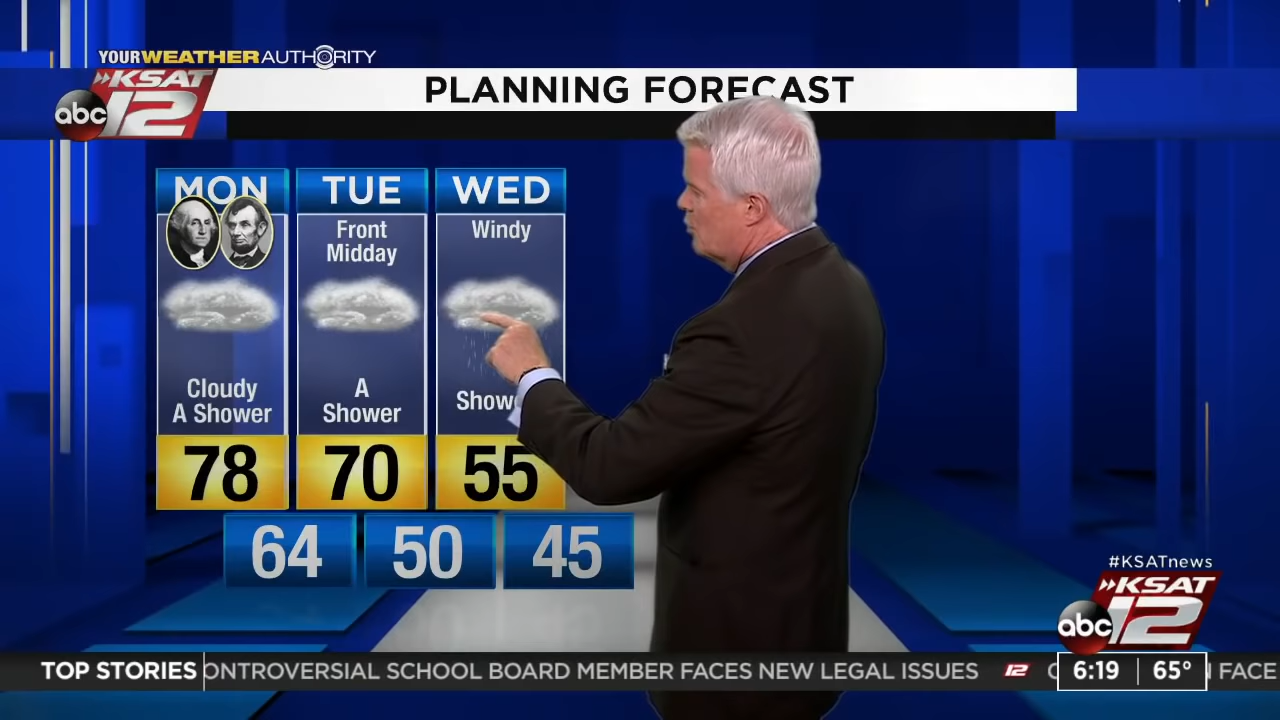 YOURWEATHERAUTHORITY
KSAT
abc 12
PLANNING FORECAST
MON TUE WED
Front
Midday
Windy
Cloudy
A Shower
A
Shower
78 70 55
64 50 45
#KSATnews
KSAT
abc 12
TOP STORIES
SCHOOL BOARD MEMBER FACES NEW LEGAL ISSUES 12
6:19 65°
FACE